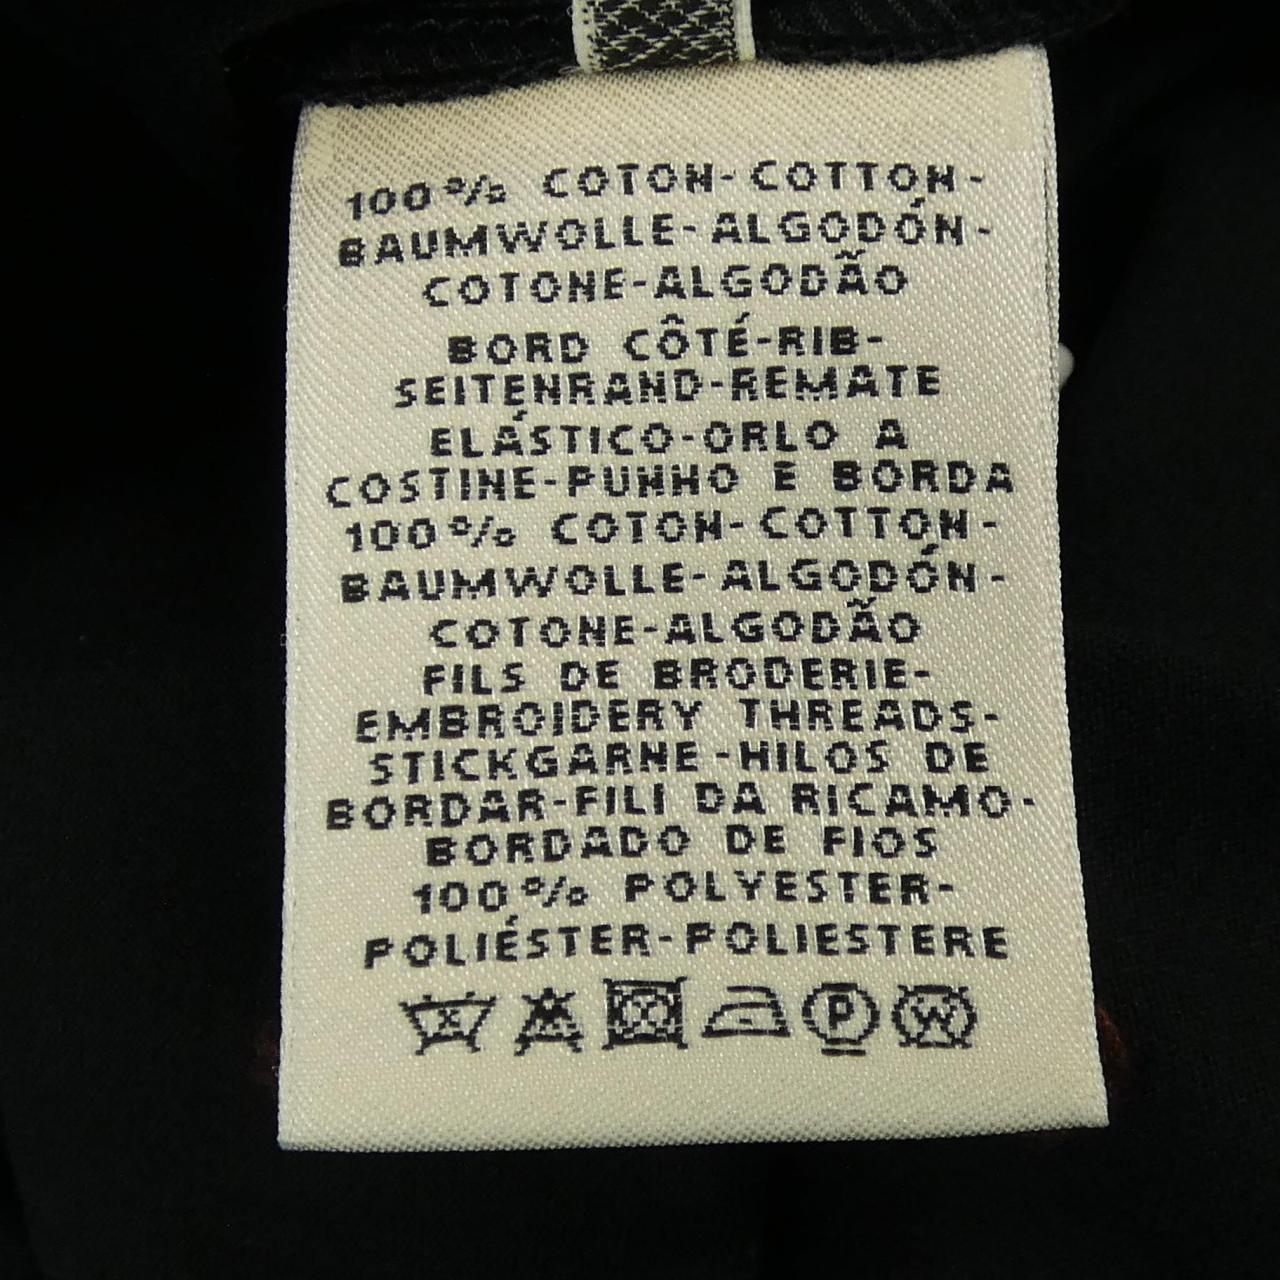 100% COTON-COTTON-
BAUMWOLLE-ALGODÓN-
COTONE-ALGODÃO
BORD CÔTÉ-RIB-
SEITENRAND-REMATE
ELÁSTICO-ORLO A
COSTINE-PUNHO E BORDA
100% COTON-COTTON-
BAUMWOLLE-ALGODÓN-
COTONE-ALGODÃO
FILS DE BRODERIE-
EMBROIDERY THREADS-
STICKGARNE-HILOS DE
BORDAR-FILI DA RICAMO-
BORDADO DE FIOS
100% POLYESTER-
POLIÉSTER-POLIESTERE
P W